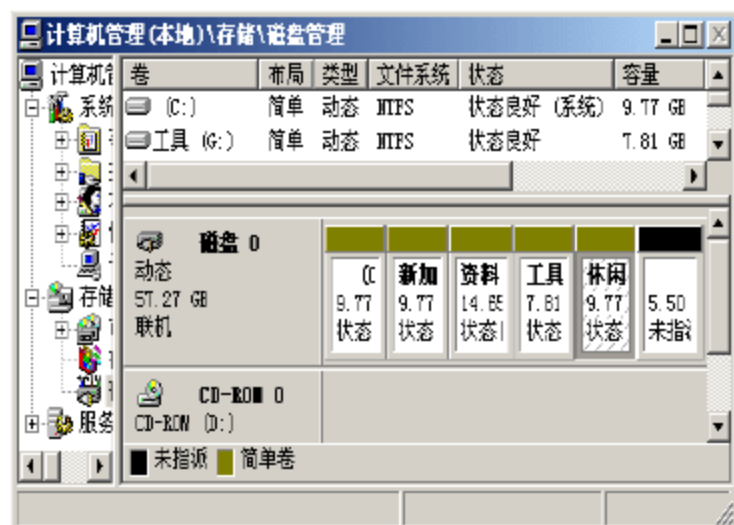 计算机管理(本地)\存储\磁盘管理
计算机
系统
存储
服务
卷 布局 类型 文件系统 状态 容量
(C:) 简单 动态 NTFS 状态良好 (系统) 9.77 GB
工具 (G:) 简单 动态 NTFS 状态良好 7.81 GB
磁盘 0
动态
57.27 GB
联机
(C
9.77
状态
新加
9.77
状态
资料
14.65
状态
工具
7.81
状态
休闲
9.77
状态
5.50
未指
CD-ROM 0
CD-ROM (D:)
未指派 简单卷